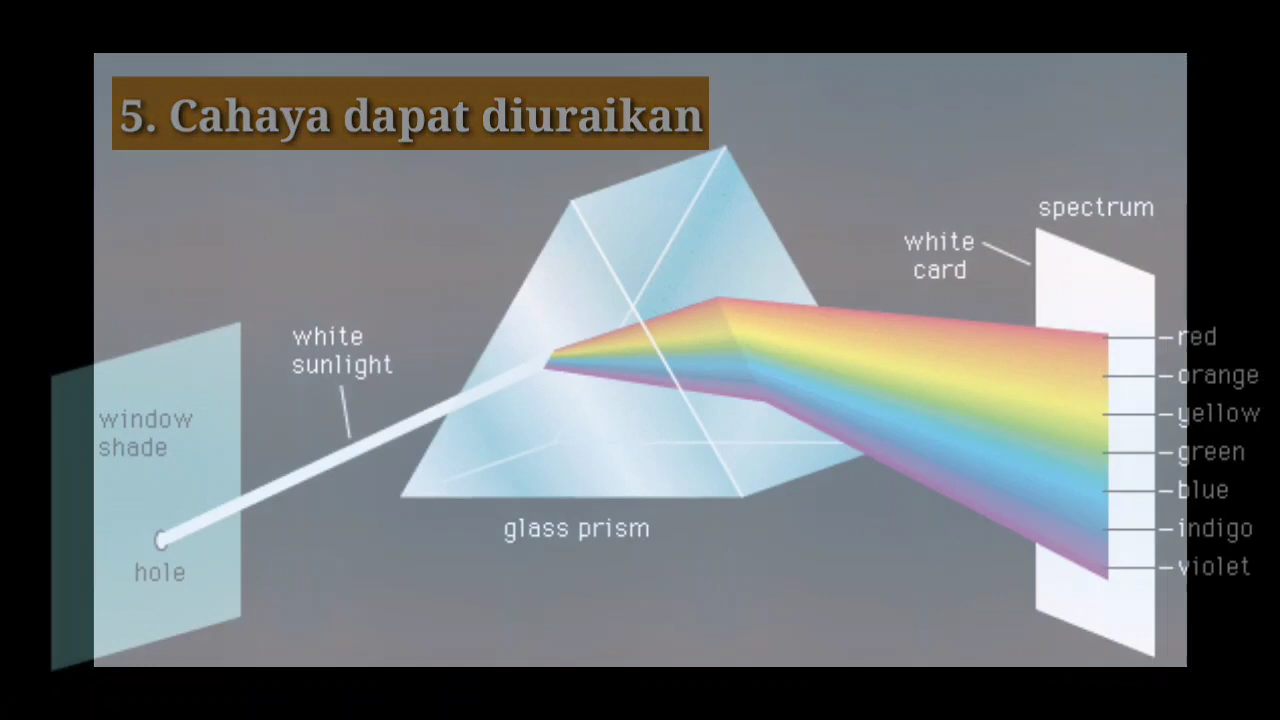 5. Cahaya dapat diuraikan
spectrum
white
card
white
sunlight
window
shade
hole
glass prism
red
orange
yellow
green
blue
indigo
violet